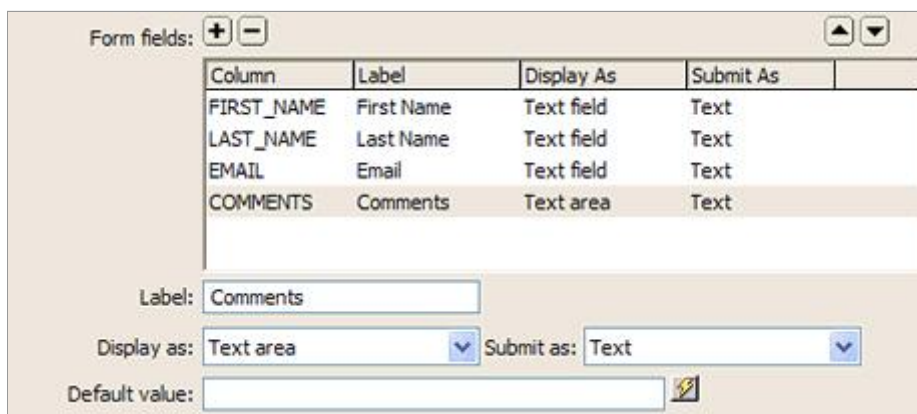 Form fields:
Column Label Display As Submit As
FIRST_NAME First Name Text field Text
LAST_NAME Last Name Text field Text
EMAIL Email Text field Text
COMMENTS Comments Text area Text
Label: Comments
Display as: Text area Submit as: Text
Default value: